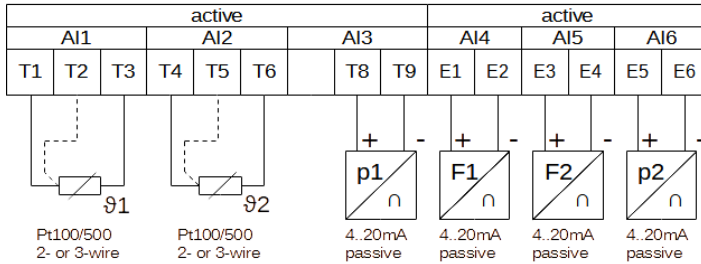 active active
AI1 AI2 AI3 AI4 AI5 AI6
T1 T2 T3 T4 T5 T6 T8 T9 E1 E2 E3 E4 E5 E6
+ - + - + - + -
p1 F1 F2 p2
∩ ∩ ∩ ∩
ϑ1 ϑ2
Pt100/500 Pt100/500 4..20mA 4..20mA 4..20mA 4..20mA
2- or 3-wire 2- or 3-wire passive passive passive passive